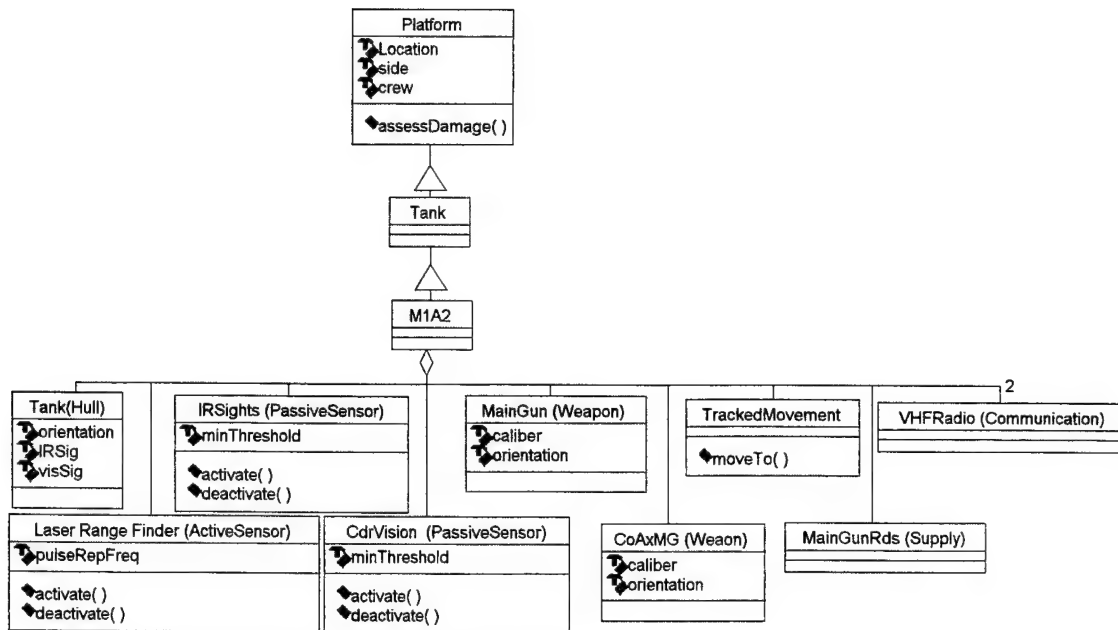 Platform
Location
side
crew
assessDamage( )
Tank
M1A2
2
Tank(Hull)
orientation
IRSig
visSig
IRSights (PassiveSensor)
minThreshold
activate( )
deactivate( )
MainGun (Weapon)
caliber
orientation
TrackedMovement
moveTo( )
VHFRadio (Communication)
Laser Range Finder (ActiveSensor)
pulseRepFreq
activate( )
deactivate( )
CdrVision (PassiveSensor)
minThreshold
activate( )
deactivate( )
CoAxMG (Weaon)
caliber
orientation
MainGunRds (Supply)